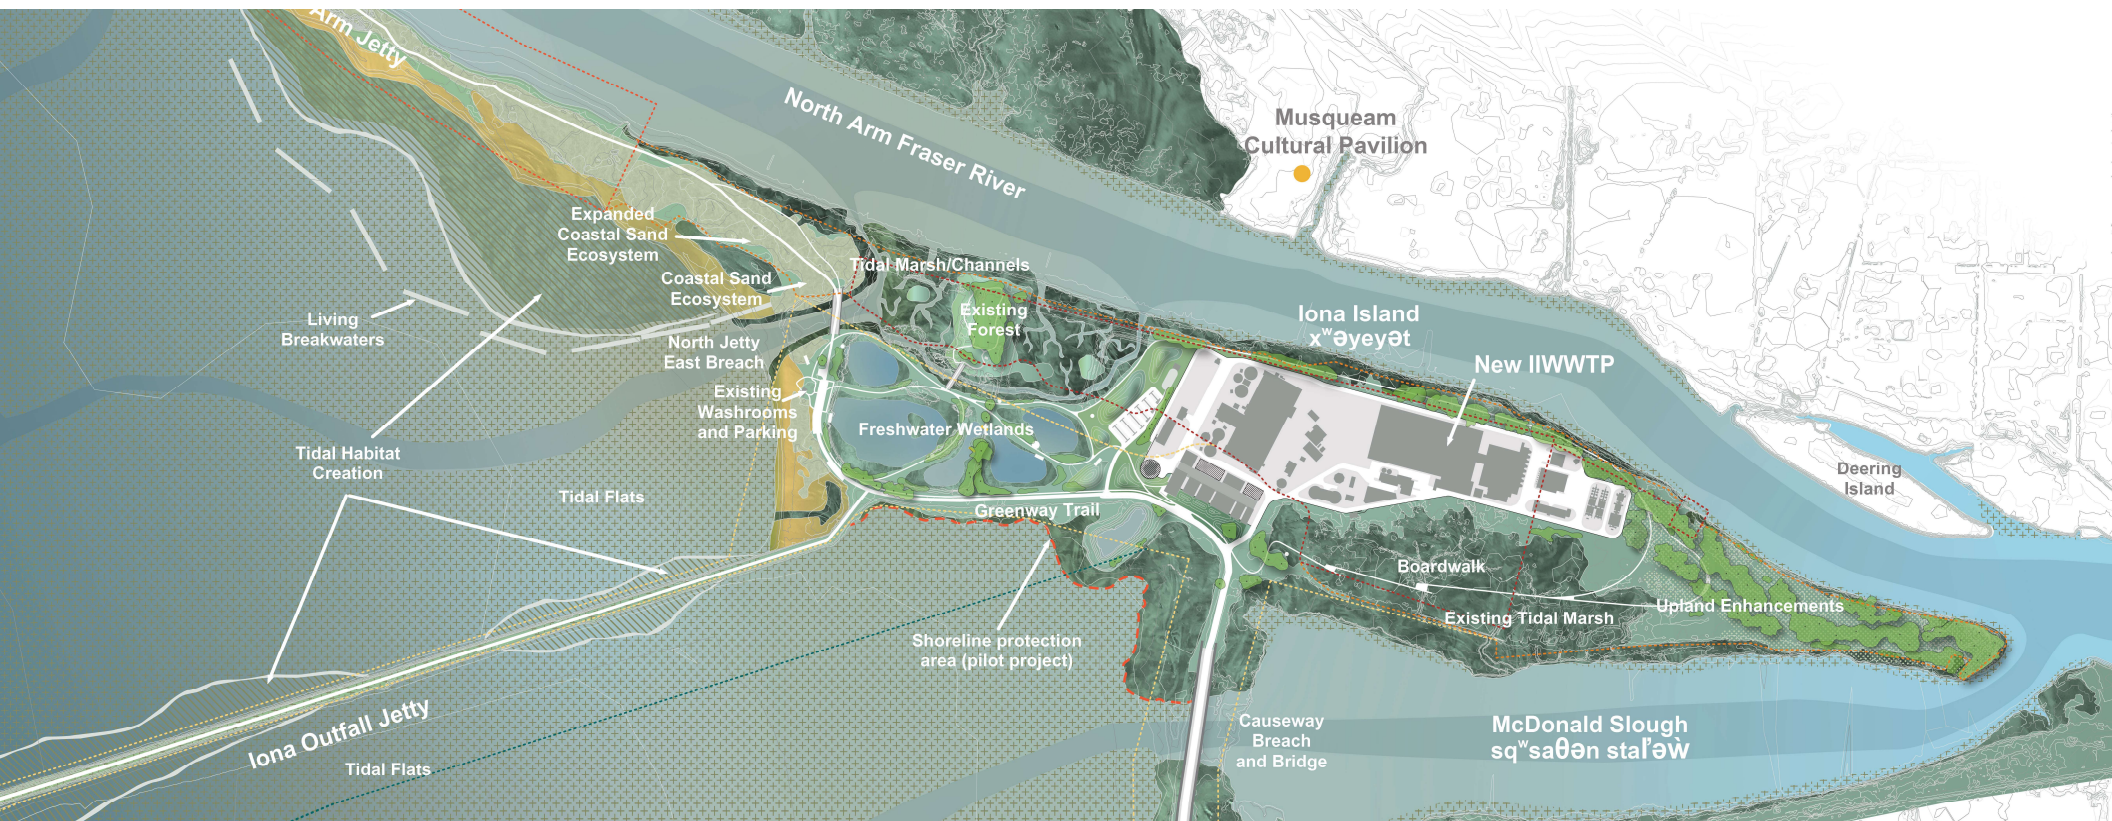 Arm Jetty
North Arm Fraser River
Musqueam
Cultural Pavilion
Expanded
Coastal Sand
Ecosystem
Coastal Sand
Ecosystem
Tidal Marsh/Channels
Existing
Forest
Iona Island
xʷəyeyət
New IIWWTP
Living
Breakwaters
North Jetty
East Breach
Existing
Washrooms
and Parking
Freshwater Wetlands
Tidal Habitat
Creation
Tidal Flats
Deering
Island
Greenway Trail
Boardwalk
Upland Enhancements
Existing Tidal Marsh
Shoreline protection
area (pilot project)
Iona Outfall Jetty
Tidal Flats
Causeway
Breach
and Bridge
McDonald Slough
sqʷsaθən stal̓əw̓